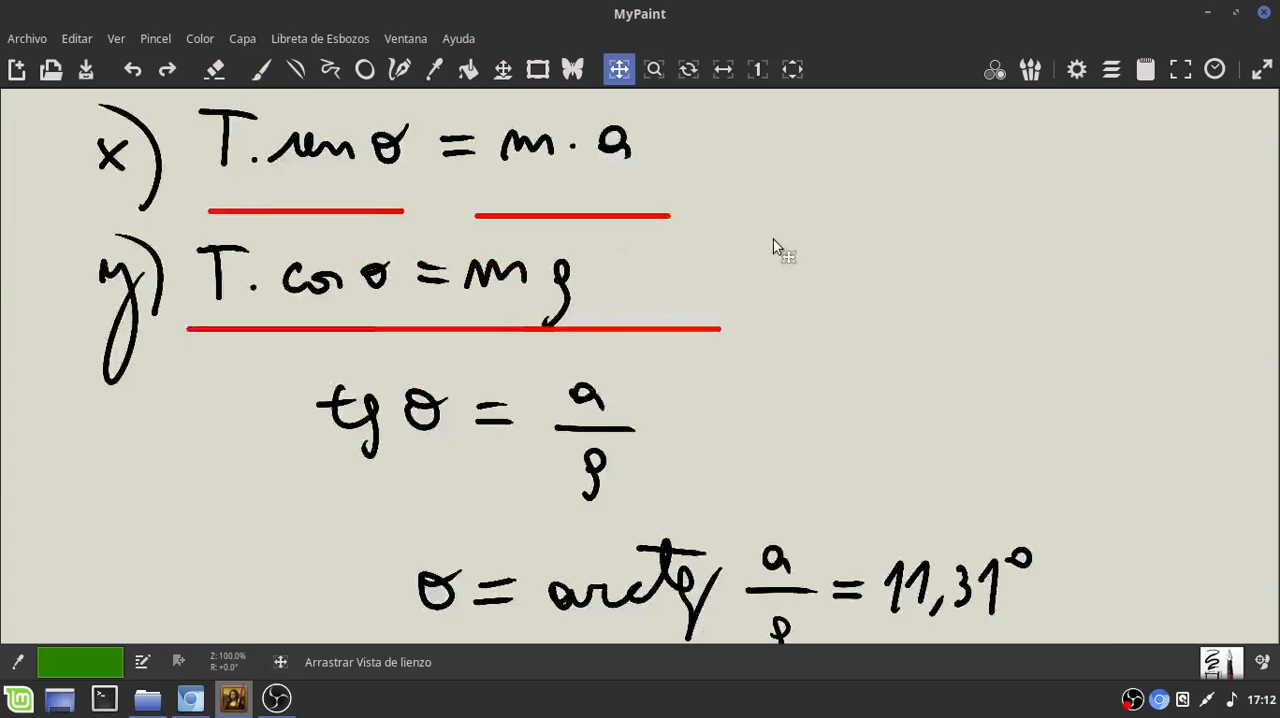 MyPaint
Archivo Editar Ver Pincel Color Capa Libreta de Esbozos Ventana Ayuda
x) T. sen θ = m · a
y) T. cos θ = m g
tg θ = a / g
θ = arctg a / g = 11,31°
Z: 100.0%
R: +0.0°
Arrastrar Vista de lienzo
17:12